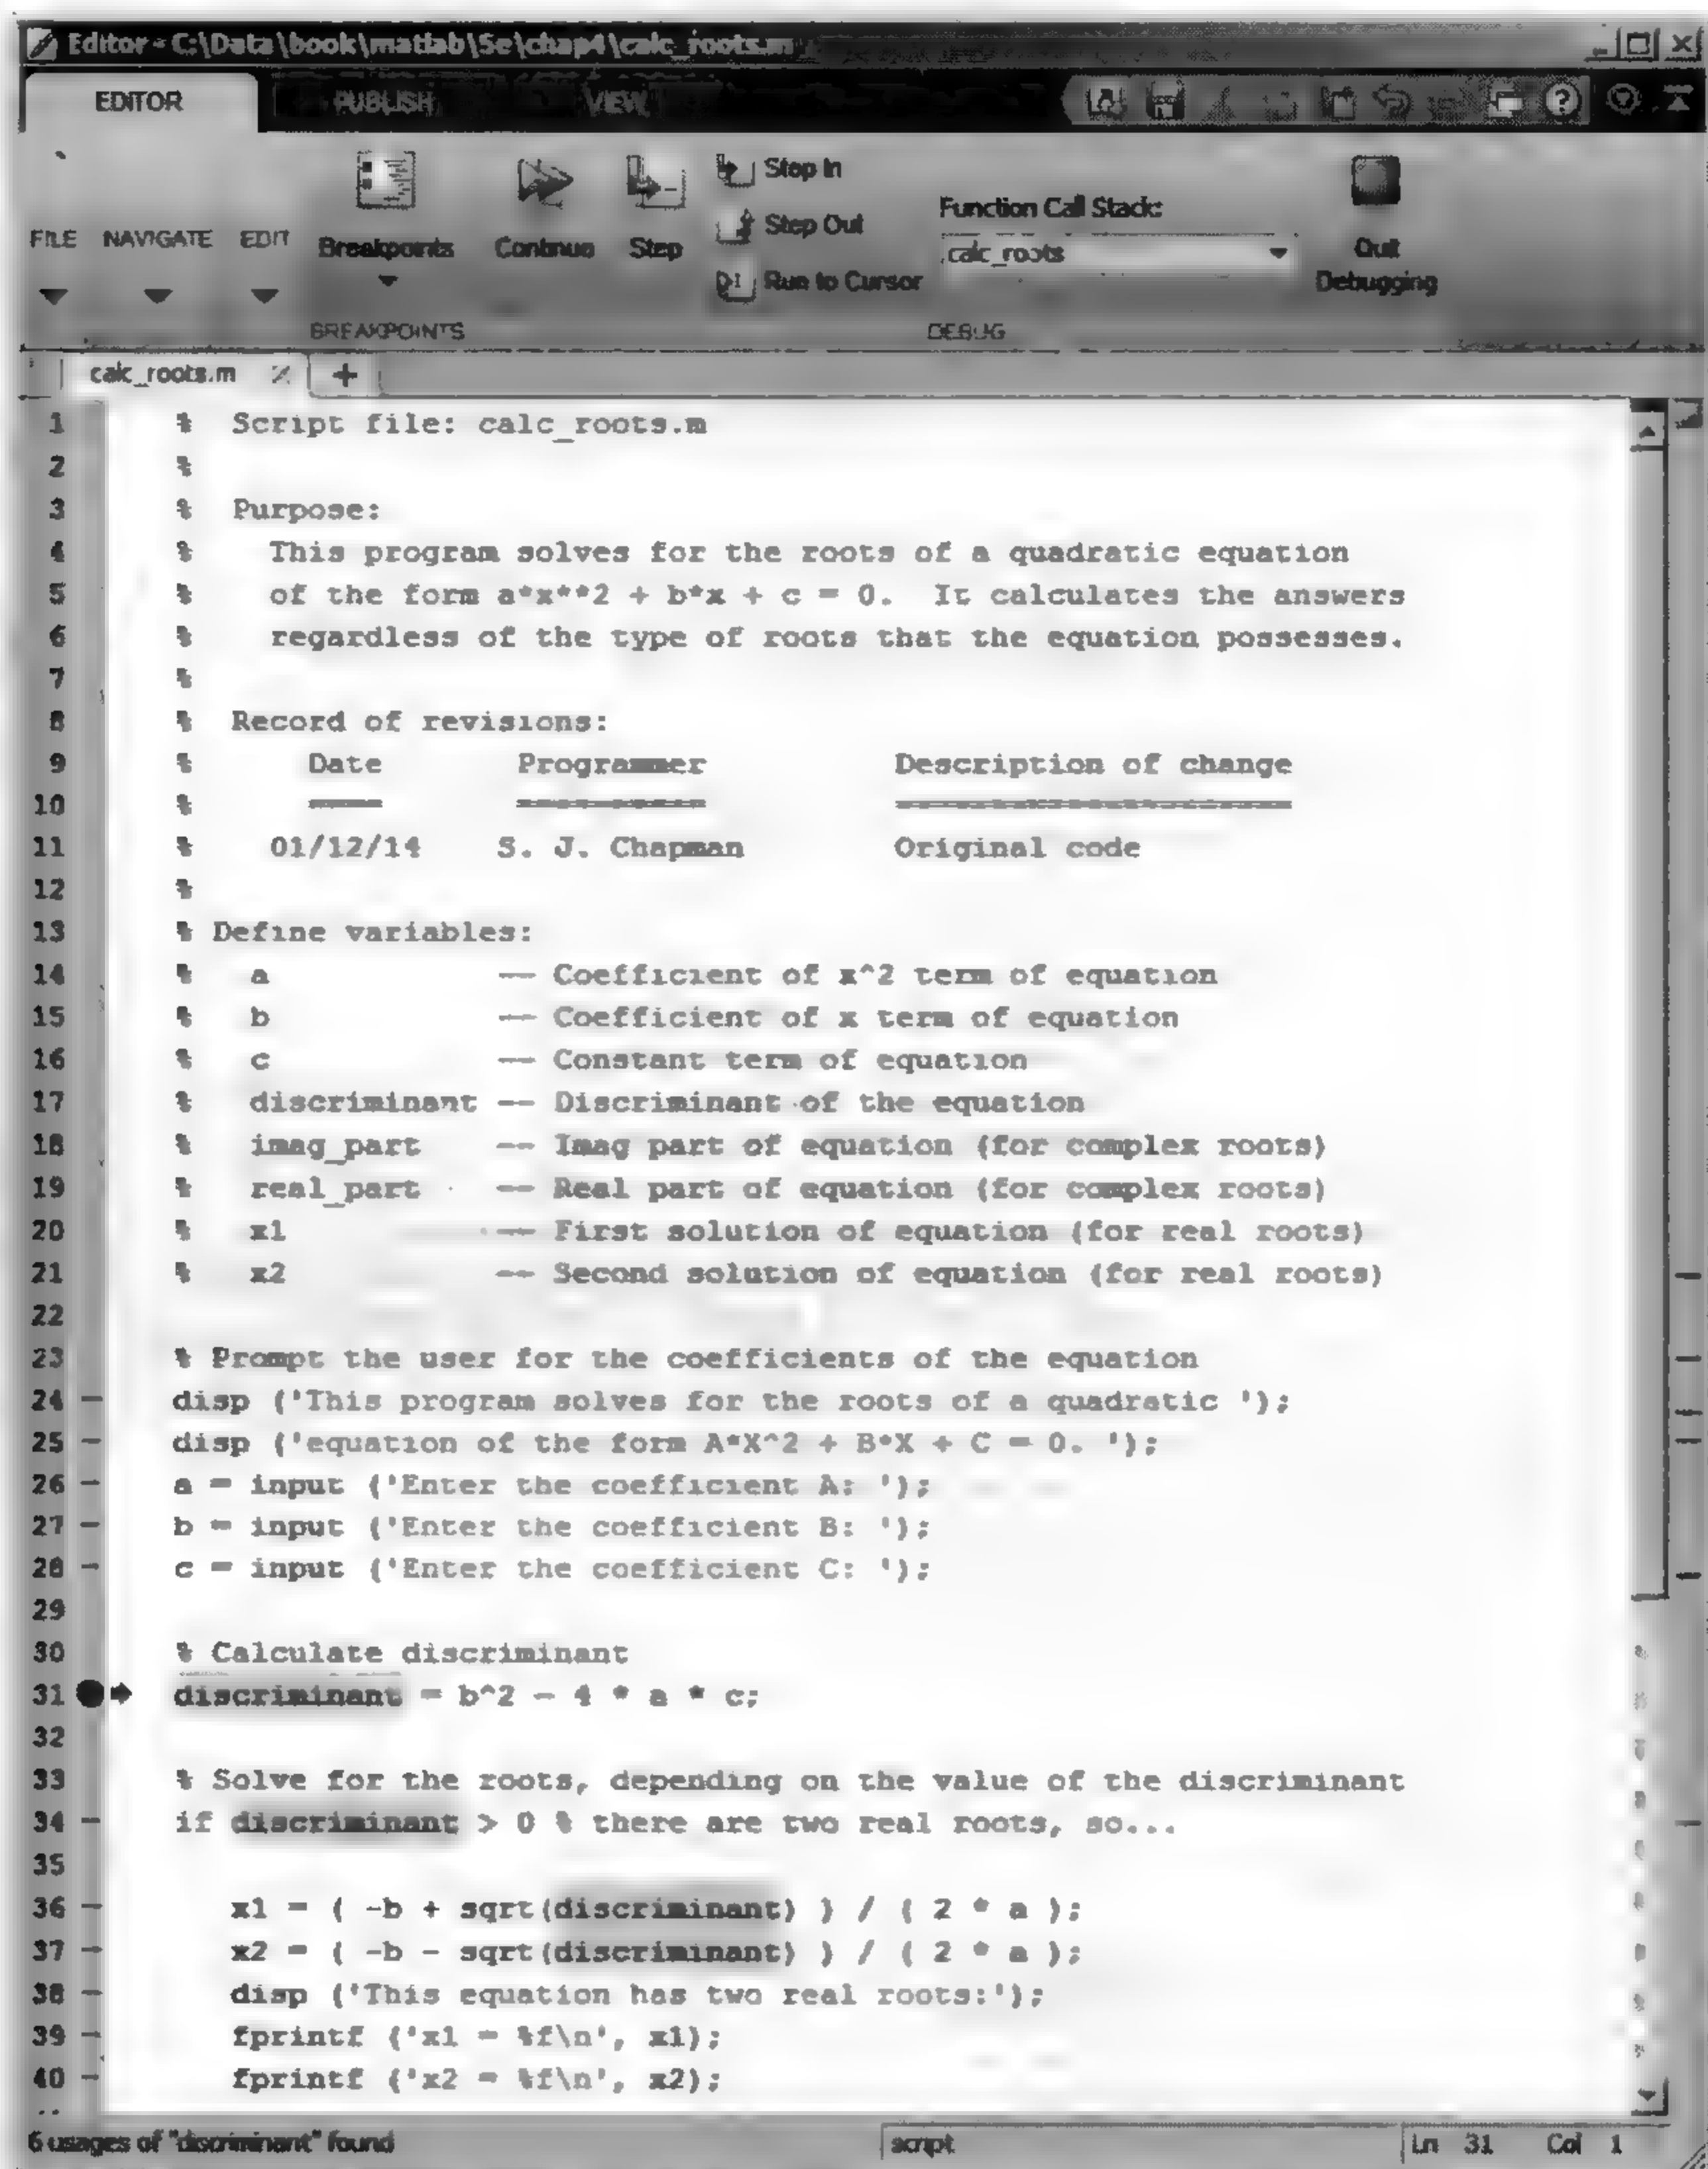 Editor - C:\Data\book\matlab\5e\chap4\calc_roots.m
EDITOR PUBLISH VIEW
FILE NAVIGATE EDIT Breakpoints Continue Step
Step In
Step Out
Run to Cursor
Function Call Stack:
calc_roots
Quit
Debugging
BREAKPOINTS DEBUG
calc_roots.m +
1 % Script file: calc_roots.m
2 %
3 % Purpose:
4 % This program solves for the roots of a quadratic equation
5 % of the form a*x**2 + b*x + c = 0. It calculates the answers
6 % regardless of the type of roots that the equation possesses.
7 %
8 % Record of revisions:
9 % Date Programmer Description of change
10 % ==== ========== =====================
11 % 01/12/14 S. J. Chapman Original code
12 %
13 % Define variables:
14 % a -- Coefficient of x^2 term of equation
15 % b -- Coefficient of x term of equation
16 % c -- Constant term of equation
17 % discriminant -- Discriminant of the equation
18 % imag_part -- Imag part of equation (for complex roots)
19 % real_part -- Real part of equation (for complex roots)
20 % x1 -- First solution of equation (for real roots)
21 % x2 -- Second solution of equation (for real roots)
22
23 % Prompt the user for the coefficients of the equation
24 - disp ('This program solves for the roots of a quadratic ');
25 - disp ('equation of the form A*X^2 + B*X + C = 0. ');
26 - a = input ('Enter the coefficient A: ');
27 - b = input ('Enter the coefficient B: ');
28 - c = input ('Enter the coefficient C: ');
29
30 % Calculate discriminant
31 discriminant = b^2 - 4 * a * c;
32
33 % Solve for the roots, depending on the value of the discriminant
34 - if discriminant > 0 % there are two real roots, so...
35
36 - x1 = ( -b + sqrt(discriminant) ) / ( 2 * a );
37 - x2 = ( -b - sqrt(discriminant) ) / ( 2 * a );
38 - disp ('This equation has two real roots:');
39 - fprintf ('x1 = %f\n', x1);
40 - fprintf ('x2 = %f\n', x2);
6 usages of "discriminant" found script Ln 31 Col 1